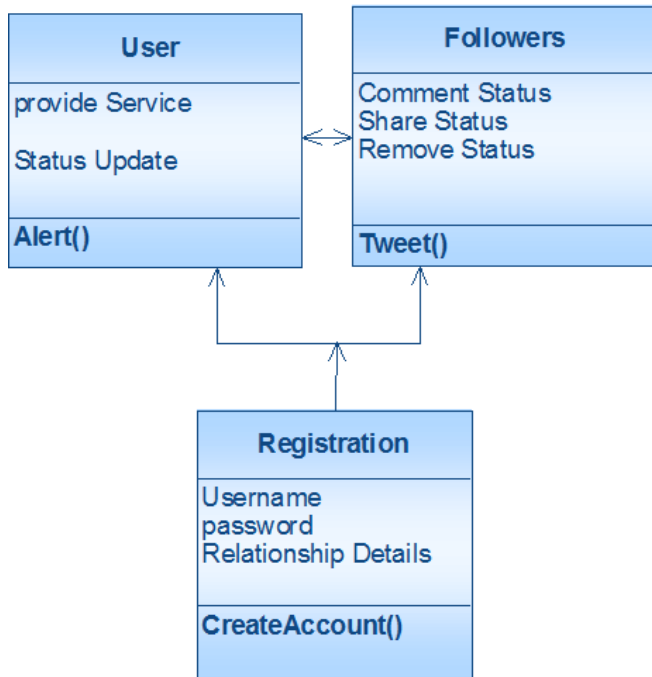 User
provide Service
Status Update
Alert()
Followers
Comment Status
Share Status
Remove Status
Tweet()
Registration
Username
password
Relationship Details
CreateAccount()